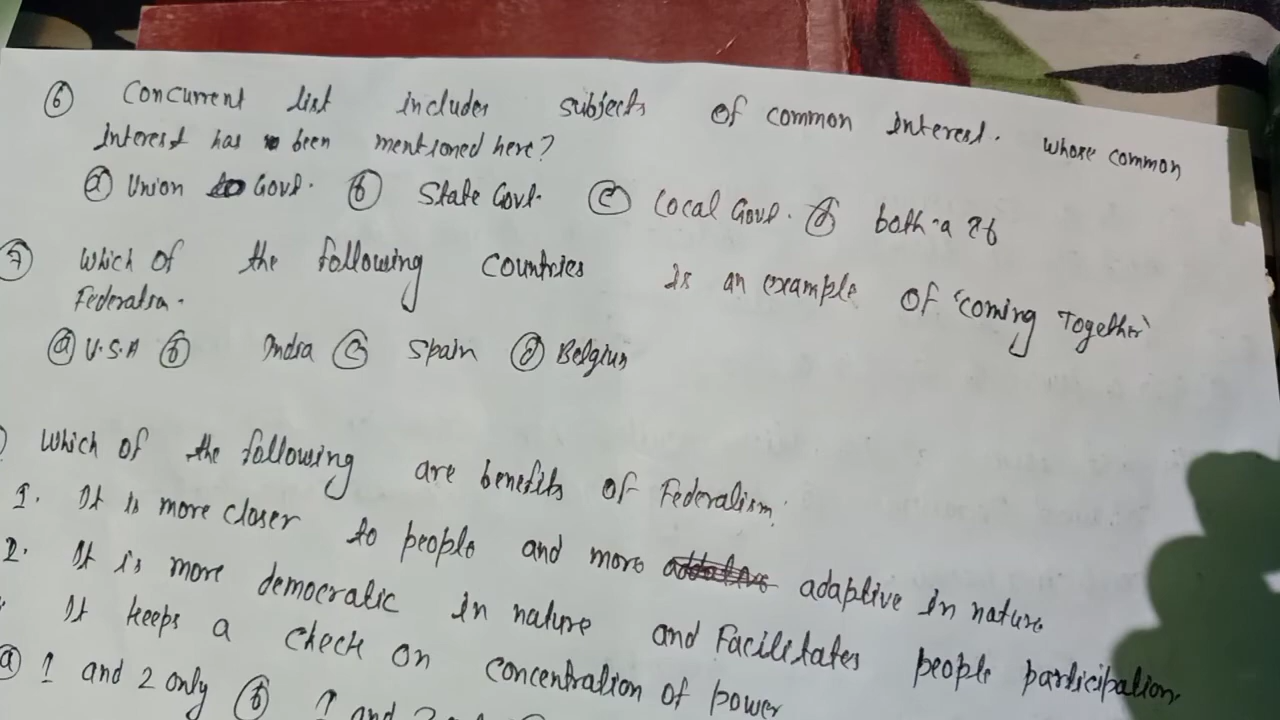 ⑥ Concurrent list includes subjects of common interest. whose common
interest has been mentioned here?
ⓐ Union Govt. ⓑ State Govt. ⓒ Local Govt. ⓓ both a & b
⑦ Which of the following countries is an example of 'Coming Together'
Federalism.
ⓐ U.S.A ⓑ India ⓒ Spain ⓓ Belgium
Which of the following are benefits of Federalism.
1. It is more closer to people and more adaptive in nature
2. It is more democratic in nature and Facilitates people participation.
It keeps a check on concentration of power
ⓐ 1 and 2 only ⓑ 1 and